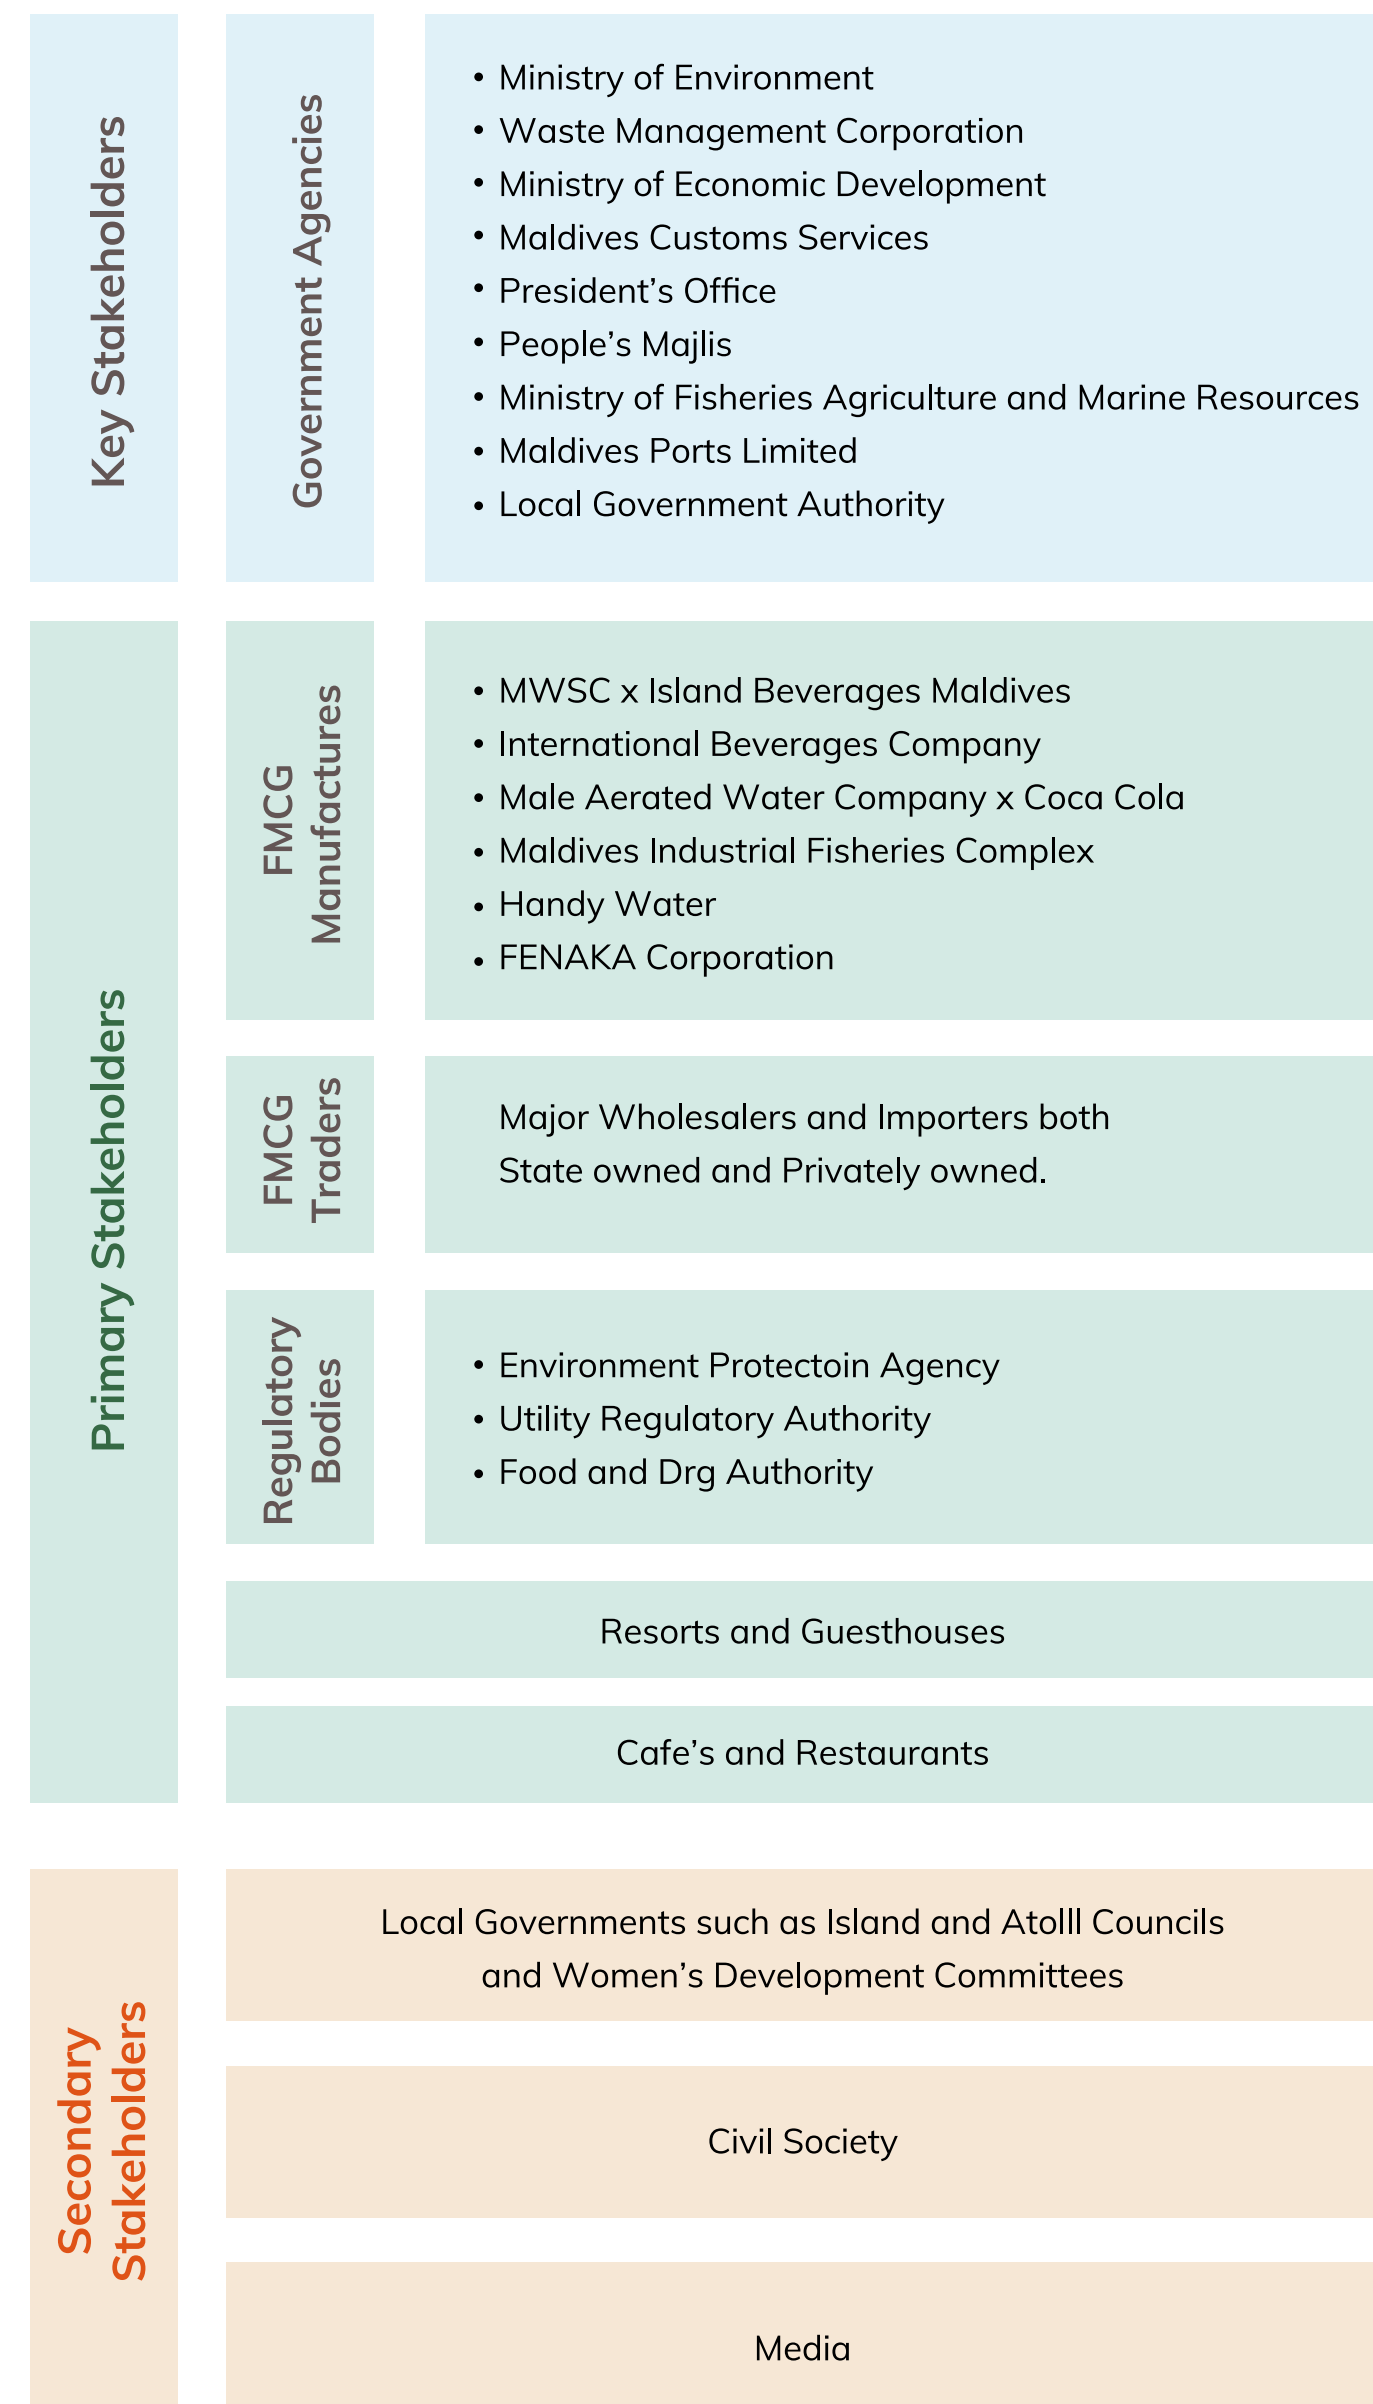 Key Stakeholders
Government Agencies
• Ministry of Environment
• Waste Management Corporation
• Ministry of Economic Development
• Maldives Customs Services
• President’s Office
• People’s Majlis
• Ministry of Fisheries Agriculture and Marine Resources
• Maldives Ports Limited
• Local Government Authority
Primary Stakeholders
FMCG
Manufactures
• MWSC x Island Beverages Maldives
• International Beverages Company
• Male Aerated Water Company x Coca Cola
• Maldives Industrial Fisheries Complex
• Handy Water
• FENAKA Corporation
FMCG
Traders
Major Wholesalers and Importers both
State owned and Privately owned.
Regulatory
Bodies
• Environment Protectoin Agency
• Utility Regulatory Authority
• Food and Drg Authority
Resorts and Guesthouses
Cafe’s and Restaurants
Secondary
Stakeholders
Local Governments such as Island and Atolll Councils
and Women’s Development Committees
Civil Society
Media